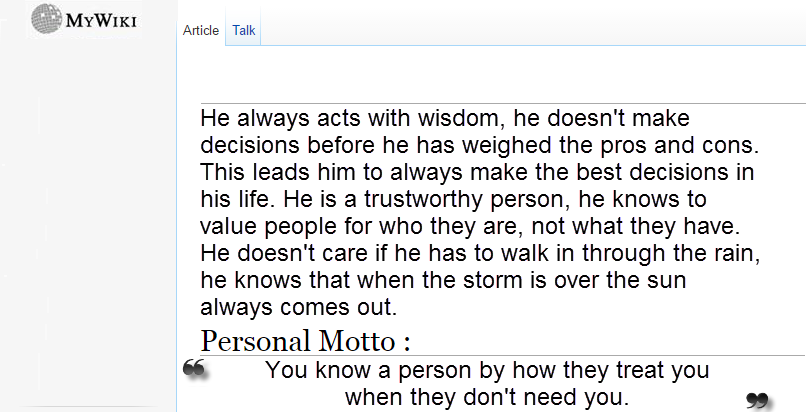 MyWiki
Article Talk
He always acts with wisdom, he doesn't make
decisions before he has weighed the pros and cons.
This leads him to always make the best decisions in
his life. He is a trustworthy person, he knows to
value people for who they are, not what they have.
He doesn't care if he has to walk in through the rain,
he knows that when the storm is over the sun
always comes out.
Personal Motto :
“ You know a person by how they treat you
when they don't need you. ”